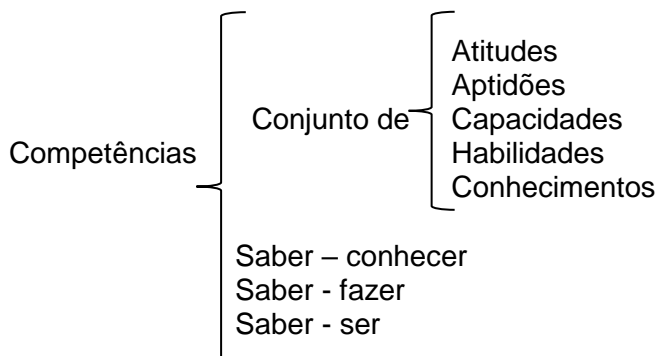 Competências
Conjunto de
Atitudes
Aptidões
Capacidades
Habilidades
Conhecimentos
Saber – conhecer
Saber - fazer
Saber - ser